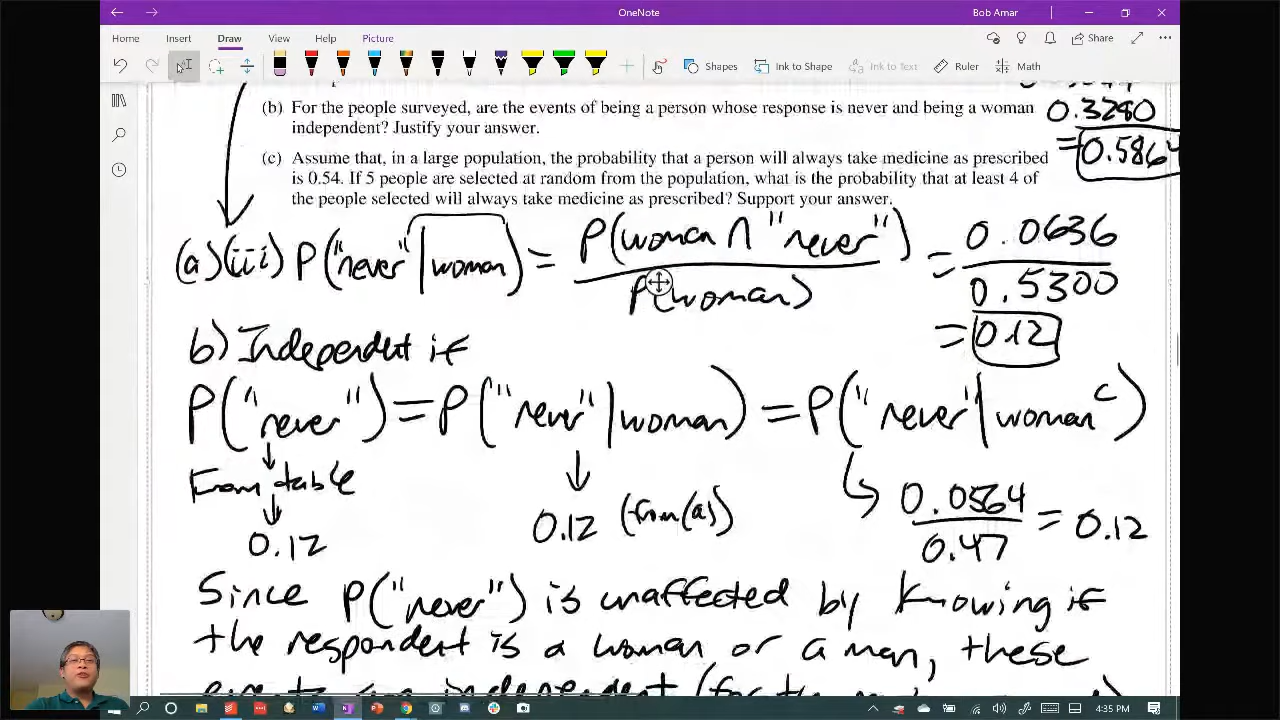 OneNote
Bob Amar
Home Insert Draw View Help Picture
Share
Shapes Ink to Shape Ink to Text Ruler Math
(b) For the people surveyed, are the events of being a person whose response is never and being a woman
independent? Justify your answer.
0.3280
= 0.5864
(c) Assume that, in a large population, the probability that a person will always take medicine as prescribed
is 0.54. If 5 people are selected at random from the population, what is the probability that at least 4 of
the people selected will always take medicine as prescribed? Support your answer.
(a)(iii) P("never"|woman) = P(woman ∩ "never") / P(woman) = 0.0636 / 0.5300
= 0.12
b) Independent if
P("never") = P("never"|woman) = P("never"|woman^c)
↓ From table ↓ 0.12
↓ 0.12 (from (a))
0.0564 / 0.47 = 0.12
Since P("never") is unaffected by knowing if
the respondent is a woman or a man, these
events are independent
4:35 PM